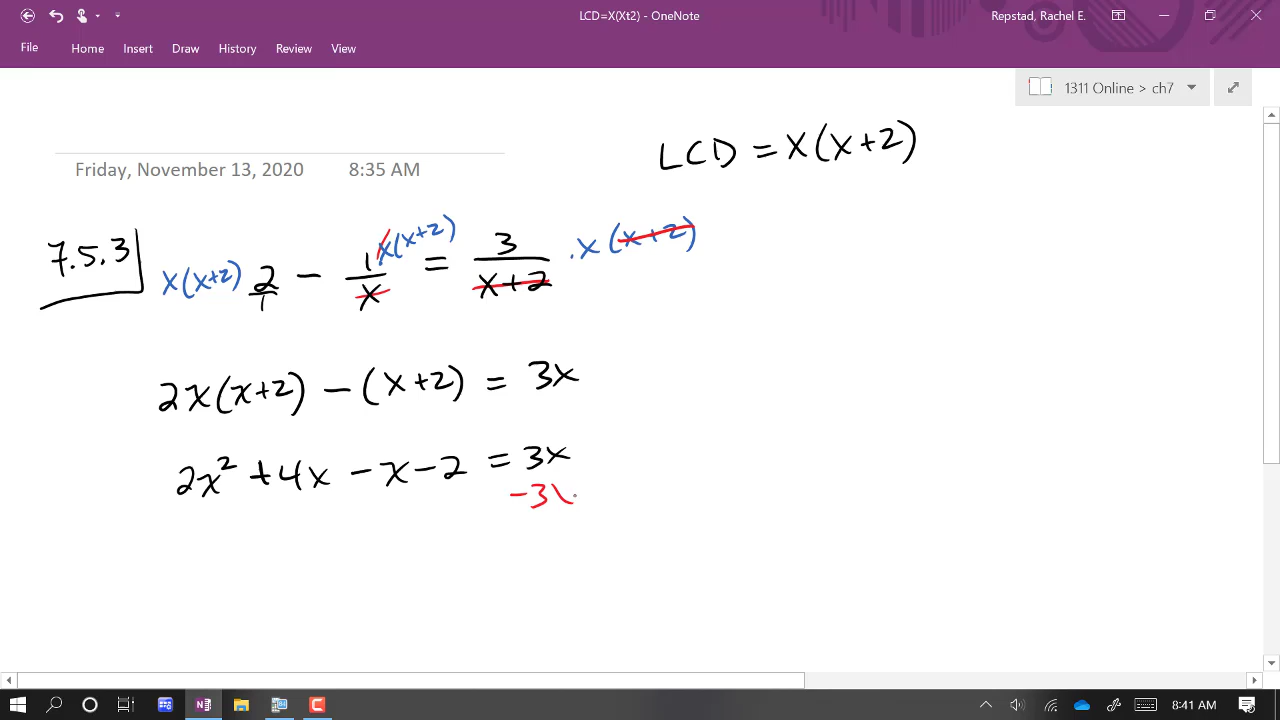 LCD=X(Xt2) - OneNote
Repstad, Rachel E.
File Home Insert Draw History Review View
1311 Online > ch7
LCD = x(x+2)
Friday, November 13, 2020 8:35 AM
7.5.3
x(x+2) 2/1 - 1/x x(x+2) = 3/(x+2) · x(x+2)
2x(x+2) - (x+2) = 3x
2x² + 4x - x - 2 = 3x
-3
8:41 AM